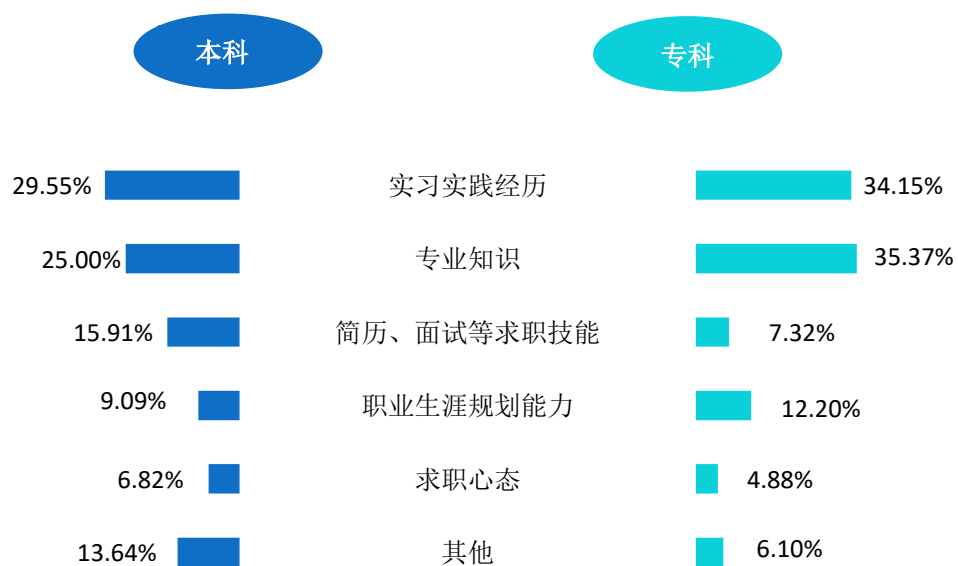 本科 专科
29.55% 实习实践经历 34.15%
25.00% 专业知识 35.37%
15.91% 简历、面试等求职技能 7.32%
9.09% 职业生涯规划能力 12.20%
6.82% 求职心态 4.88%
13.64% 其他 6.10%